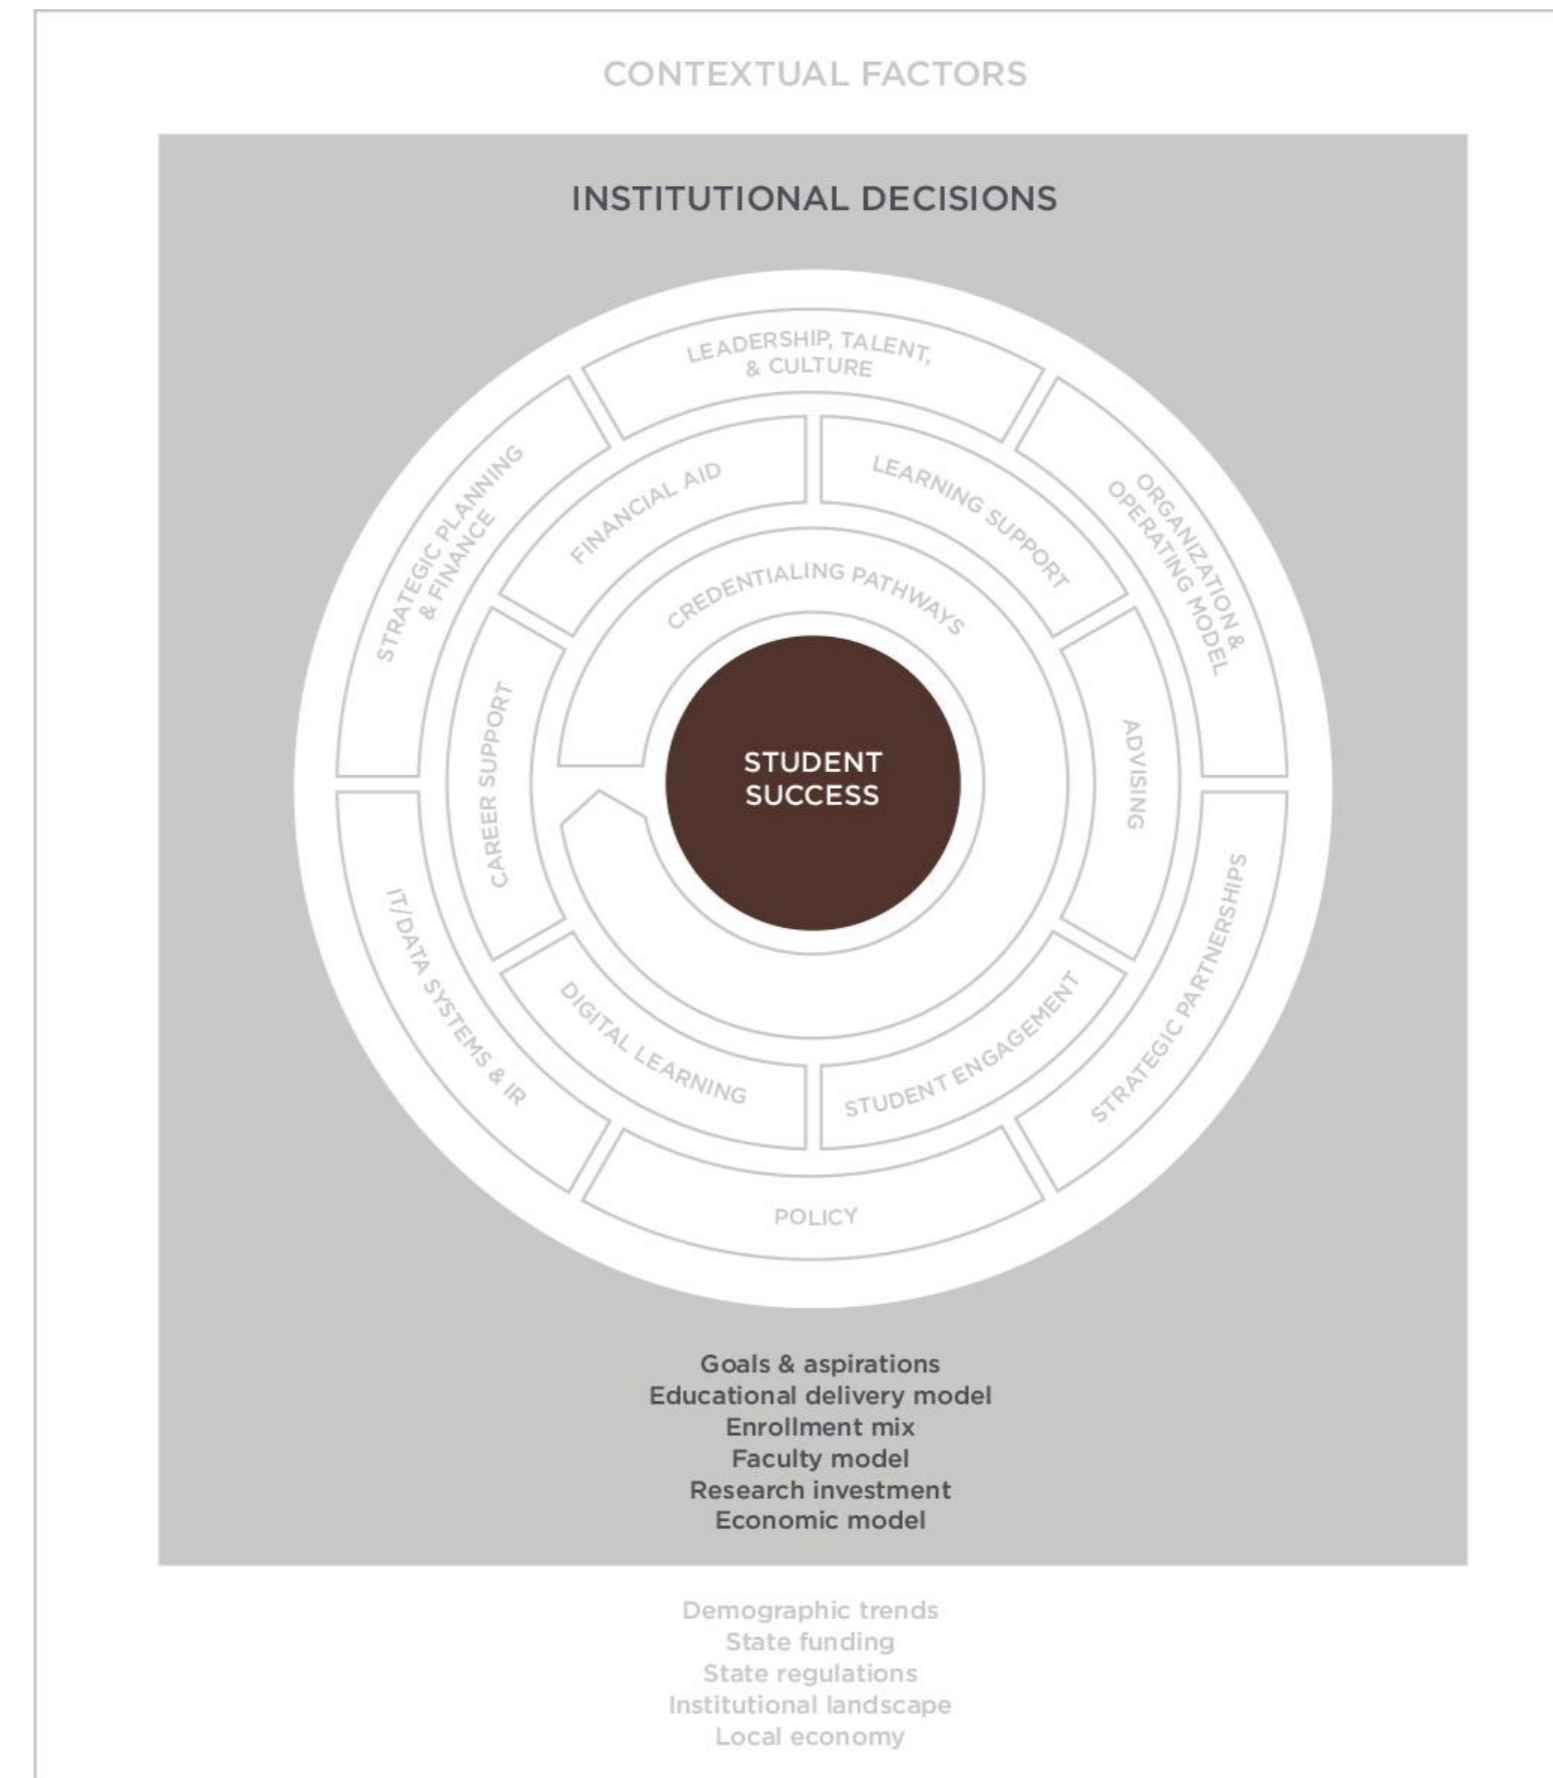 CONTEXTUAL FACTORS
INSTITUTIONAL DECISIONS
LEADERSHIP, TALENT,
& CULTURE
STRATEGIC PLANNING
& FINANCE
ORGANIZATION &
OPERATING MODEL
FINANCIAL AID
LEARNING SUPPORT
CREDENTIALING PATHWAYS
CAREER SUPPORT
STUDENT
SUCCESS
ADVISING
IT/DATA SYSTEMS & IR
DIGITAL LEARNING
STUDENT ENGAGEMENT
STRATEGIC PARTNERSHIPS
POLICY
Goals & aspirations
Educational delivery model
Enrollment mix
Faculty model
Research investment
Economic model
Demographic trends
State funding
State regulations
Institutional landscape
Local economy